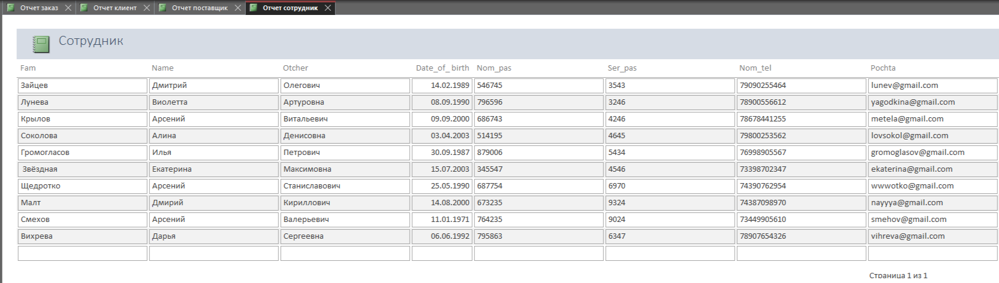 Отчет заказ Отчет клиент Отчет поставщик Отчет сотрудник
Сотрудник
Fam Name Otcher Date_of_ birth Nom_pas Ser_pas Nom_tel Pochta
Зайцев Дмитрий Олегович 14.02.1989 546745 3543 79090255464 lunev@gmail.com
Лунева Виолетта Артуровна 08.09.1990 796596 3246 78900556612 yagodkina@gmail.com
Крылов Арсений Витальевич 09.09.2000 686743 4246 78678441255 metela@gmail.com
Соколова Алина Денисовна 03.04.2003 514195 4645 79800253562 lovsokol@gmail.com
Громогласов Илья Петрович 30.09.1987 879006 5434 76998905567 gromoglasov@gmail.com
Звёздная Екатерина Максимовна 15.07.2003 345547 4546 73398702347 ekaterina@gmail.com
Щедротко Арсений Станиславович 25.05.1990 687754 6970 74390762954 wwwotko@gmail.com
Малт Дмирий Кириллович 14.08.2000 673235 9324 74387098970 nayyya@gmail.com
Смехов Арсений Валерьевич 11.01.1971 764235 9024 73449905610 smehov@gmail.com
Вихрева Дарья Сергеевна 06.06.1992 795863 6347 78907654326 vihreva@gmail.com
Страница 1 из 1